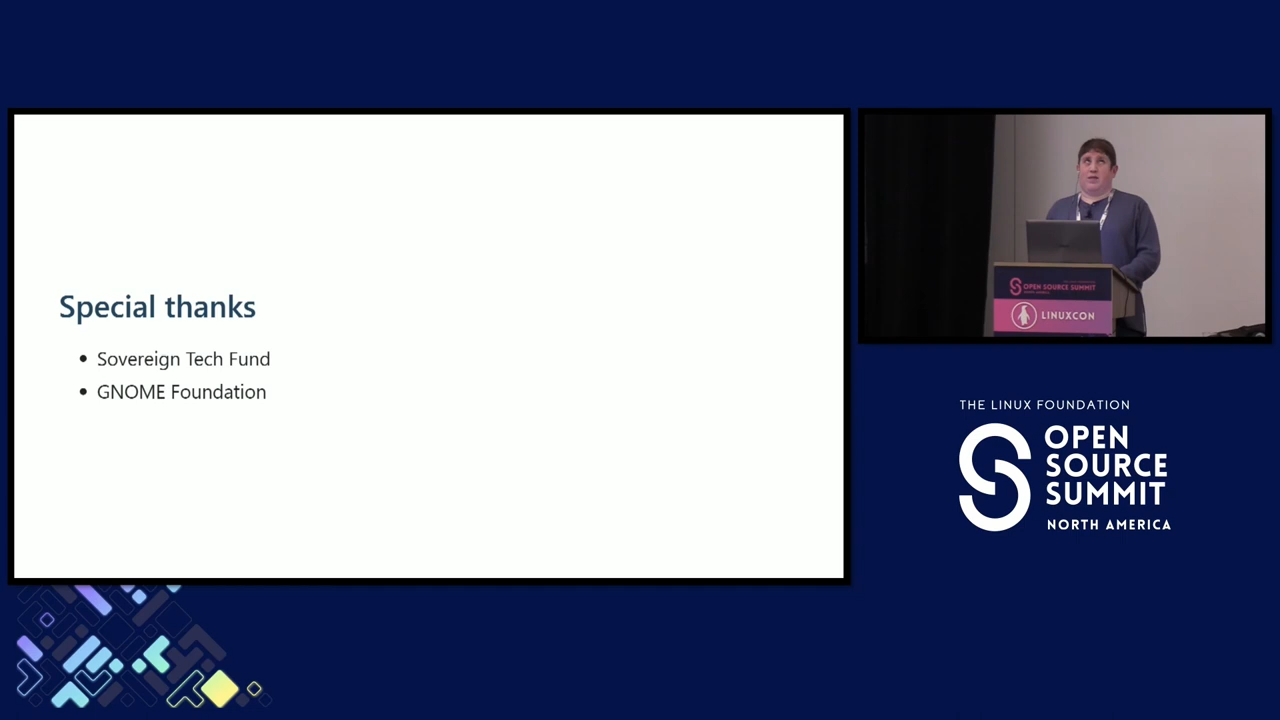 Special thanks
• Sovereign Tech Fund
• GNOME Foundation
OPEN SOURCE SUMMIT
LINUXCON
THE LINUX FOUNDATION
OPEN
SOURCE
SUMMIT
NORTH AMERICA